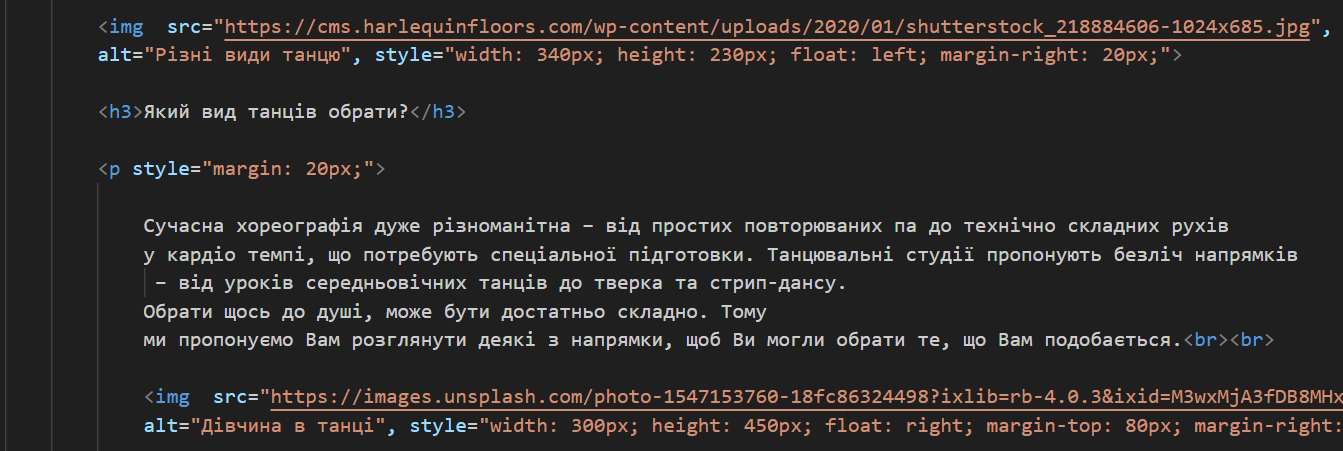 <img  src="https://cms.harlequinfloors.com/wp-content/uploads/2020/01/shutterstock_218884606-1024x685.jpg",
alt="Різні види танцю", style="width: 340px; height: 230px; float: left; margin-right: 20px;">
<h3>Який вид танців обрати?</h3>
<p style="margin: 20px;">
Сучасна хореографія дуже різноманітна – від простих повторюваних па до технічно складних рухів
у кардіо темпі, що потребують спеціальної підготовки. Танцювальні студії пропонують безліч напрямків
– від уроків середньовічних танців до тверка та стрип-дансу.
Обрати щось до душі, може бути достатньо складно. Тому
ми пропонуємо Вам розглянути деякі з напрямки, щоб Ви могли обрати те, що Вам подобається.<br><br>
<img  src="https://images.unsplash.com/photo-1547153760-18fc86324498?ixlib=rb-4.0.3&ixid=M3wxMjA3fDB8MHx
alt="Дівчина в танці", style="width: 300px; height: 450px; float: right; margin-top: 80px; margin-right: